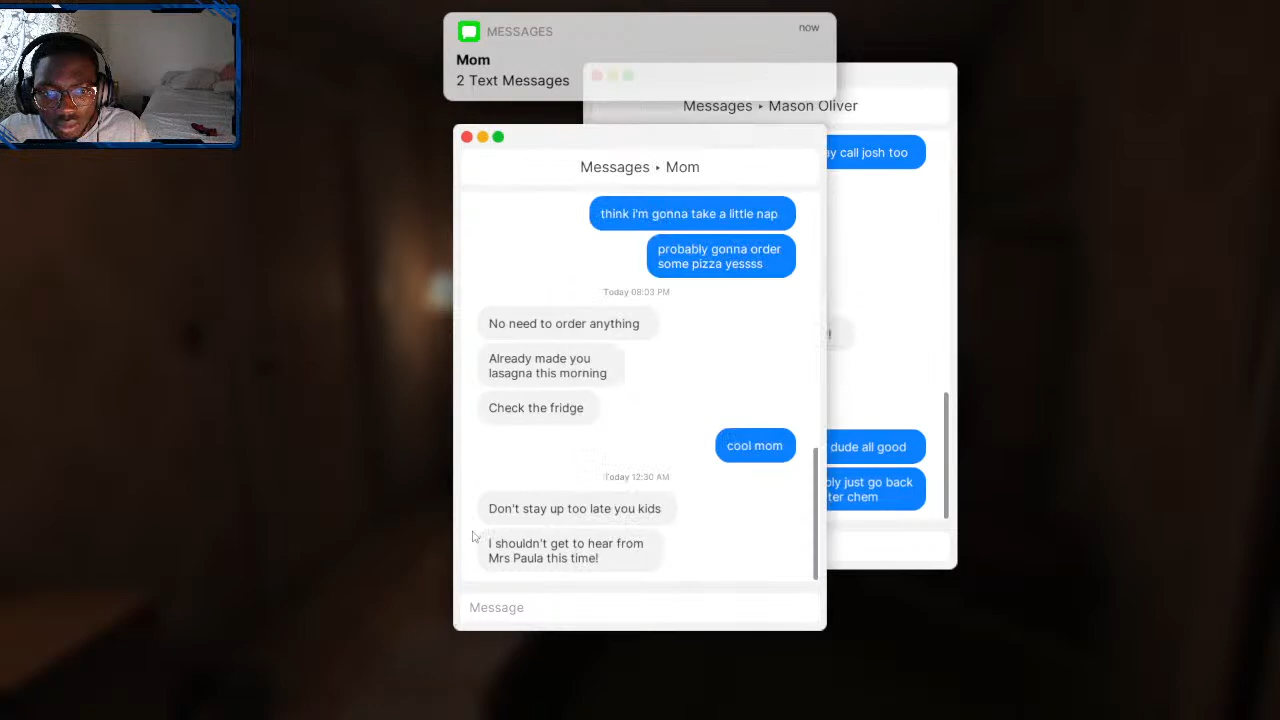 MESSAGES
now
Mom
2 Text Messages
Messages ‣ Mason Oliver
call josh too
dude all good
just go back
chem
Messages ‣ Mom
think i'm gonna take a little nap
probably gonna order
some pizza yessss
Today 08:03 PM
No need to order anything
Already made you
lasagna this morning
Check the fridge
cool mom
Today 12:30 AM
Don't stay up too late you kids
I shouldn't get to hear from
Mrs Paula this time!
Message